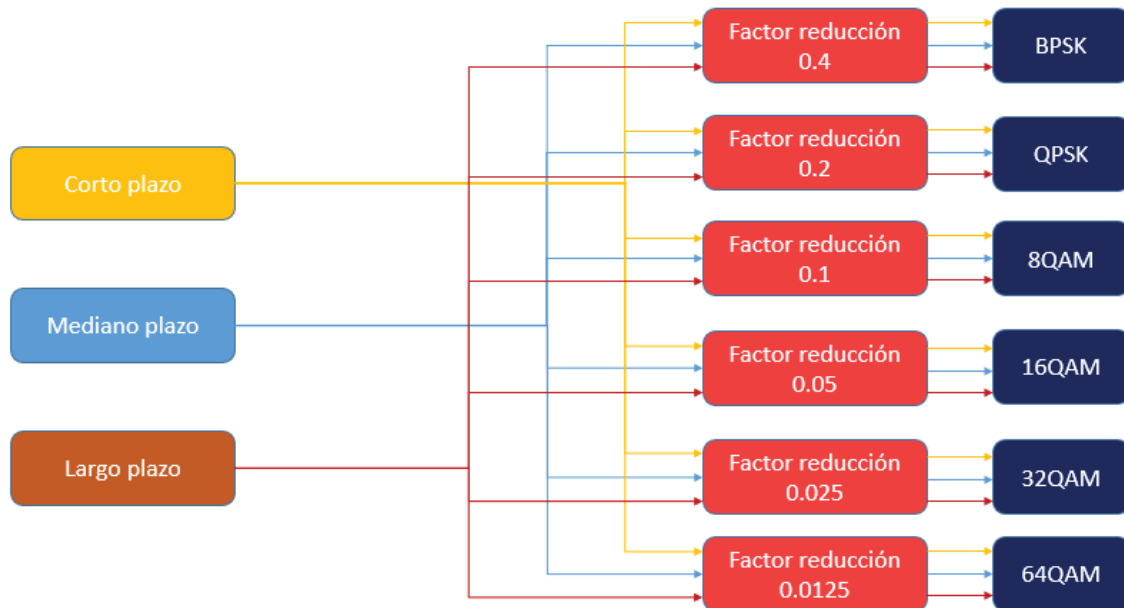 Corto plazo
Mediano plazo
Largo plazo
Factor reducción
0.4
BPSK
Factor reducción
0.2
QPSK
Factor reducción
0.1
8QAM
Factor reducción
0.05
16QAM
Factor reducción
0.025
32QAM
Factor reducción
0.0125
64QAM